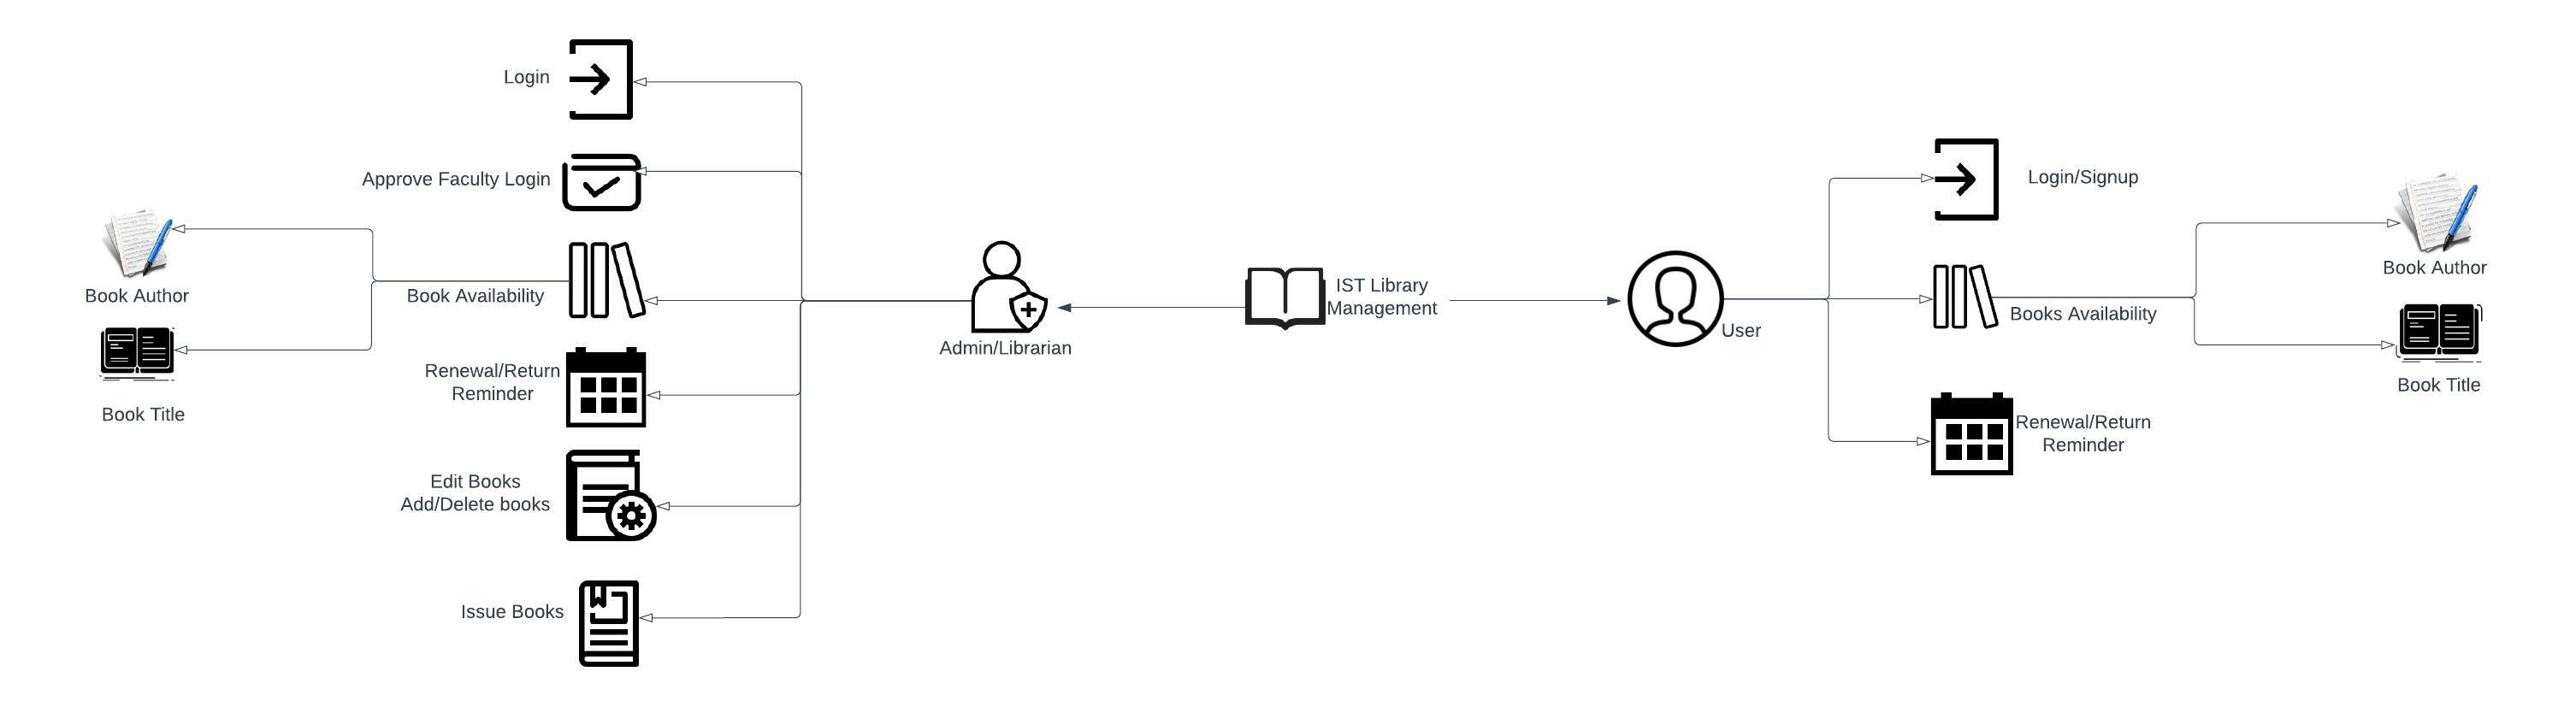 Login
Approve Faculty Login
Book Author
Book Availability
Book Title
Renewal/Return
Reminder
Edit Books
Add/Delete books
Issue Books
Admin/Librarian
IST Library
Management
User
Login/Signup
Books Availability
Renewal/Return
Reminder
Book Author
Book Title